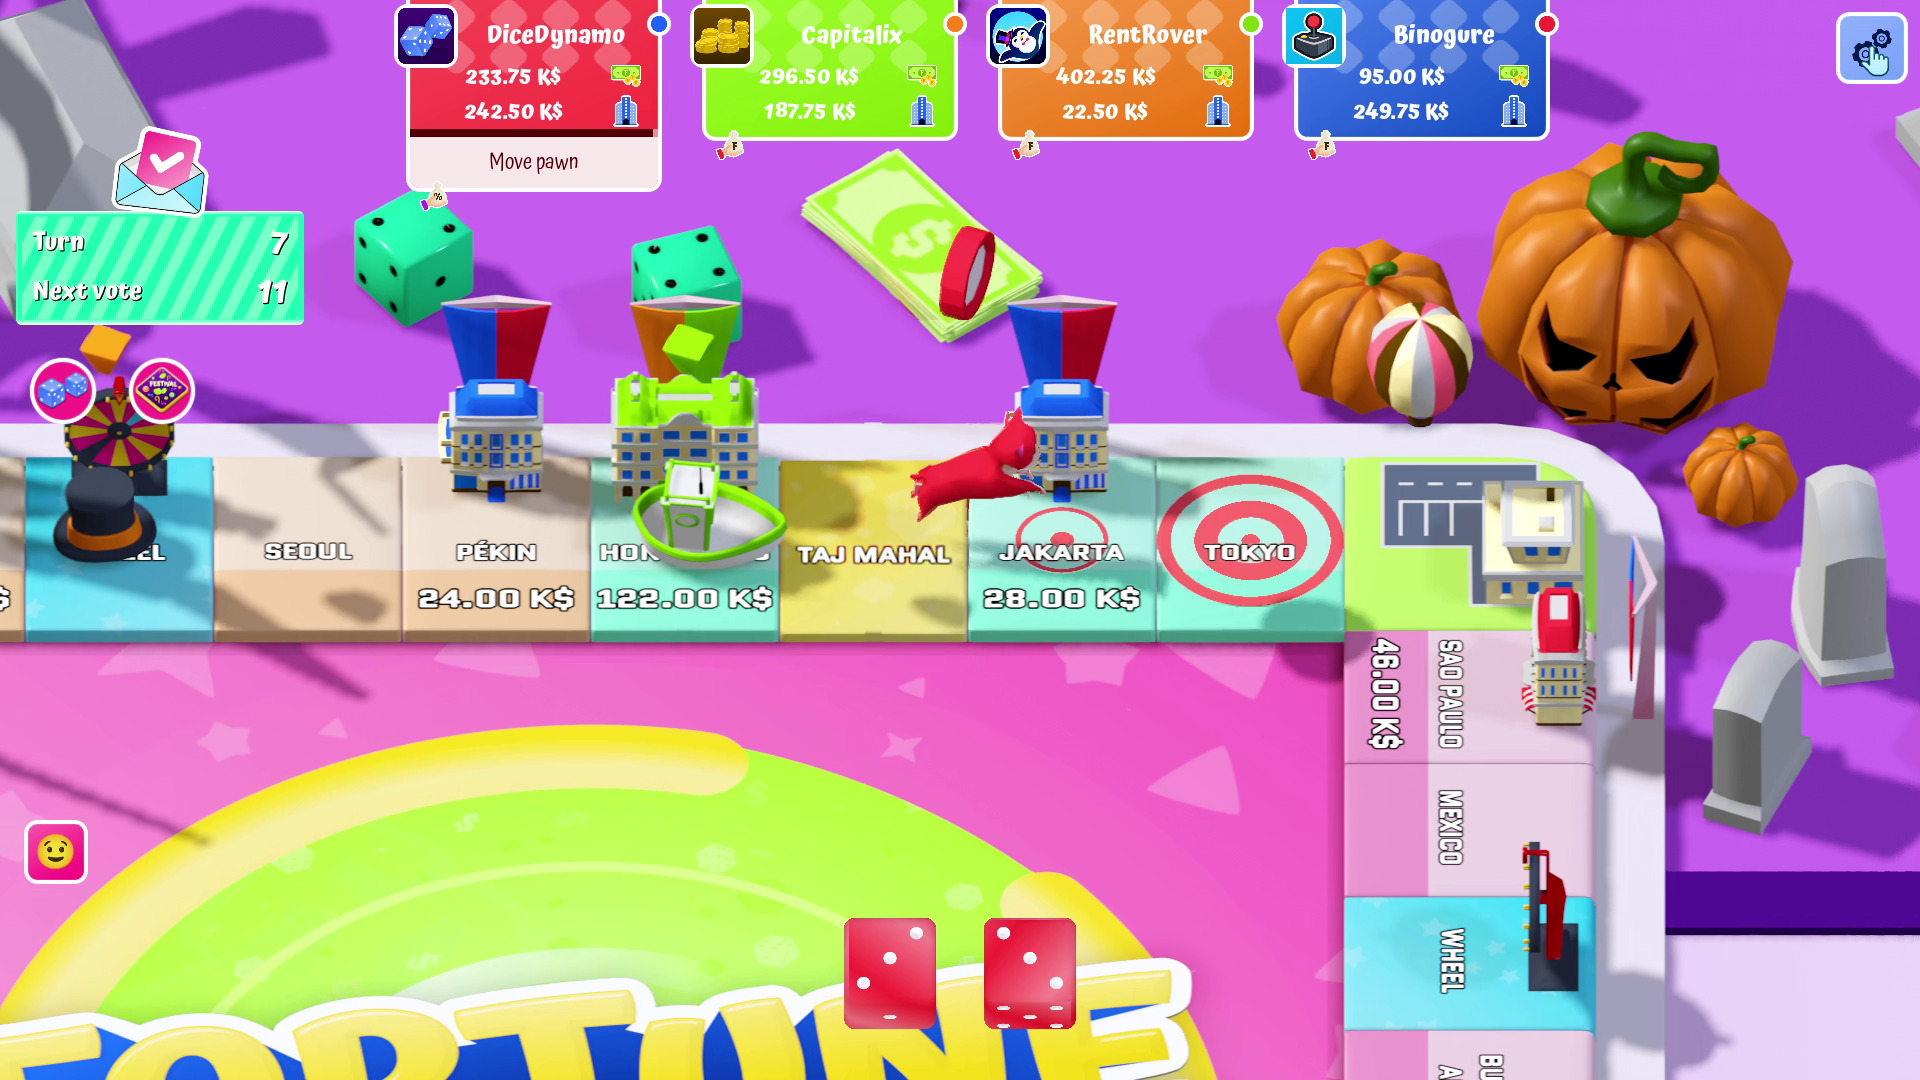 DiceDynamo
233.75 K$
242.50 K$
Move pawn
Capitalix
296.50 K$
187.75 K$
RentRover
402.25 K$
22.50 K$
Binogure
95.00 K$
249.75 K$
Turn 7
Next vote 11
FESTIVAL
SEOUL
PÉKIN
24.00 K$
122.00 K$
TAJ MAHAL
JAKARTA
28.00 K$
TOKYO
SAO PAULO
46.00 K$
MEXICO
WHEEL
FORTUNE